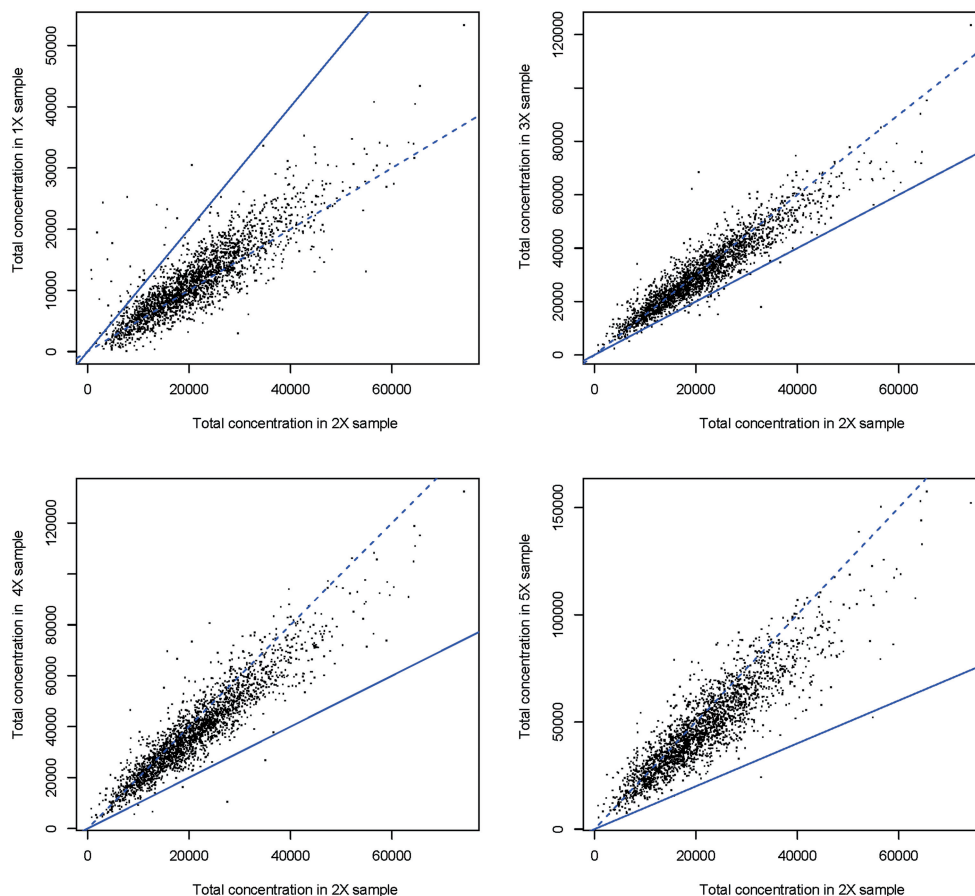 Total concentration in 1X sample
50000
40000
30000
20000
10000
0
0 20000 40000 60000
Total concentration in 2X sample
Total concentration in 3X sample
120000
80000
60000
40000
20000
0
0 20000 40000 60000
Total concentration in 2X sample
Total concentration in 4X sample
120000
80000
60000
40000
20000
0
0 20000 40000 60000
Total concentration in 2X sample
Total concentration in 5X sample
150000
100000
50000
0
0 20000 40000 60000
Total concentration in 2X sample